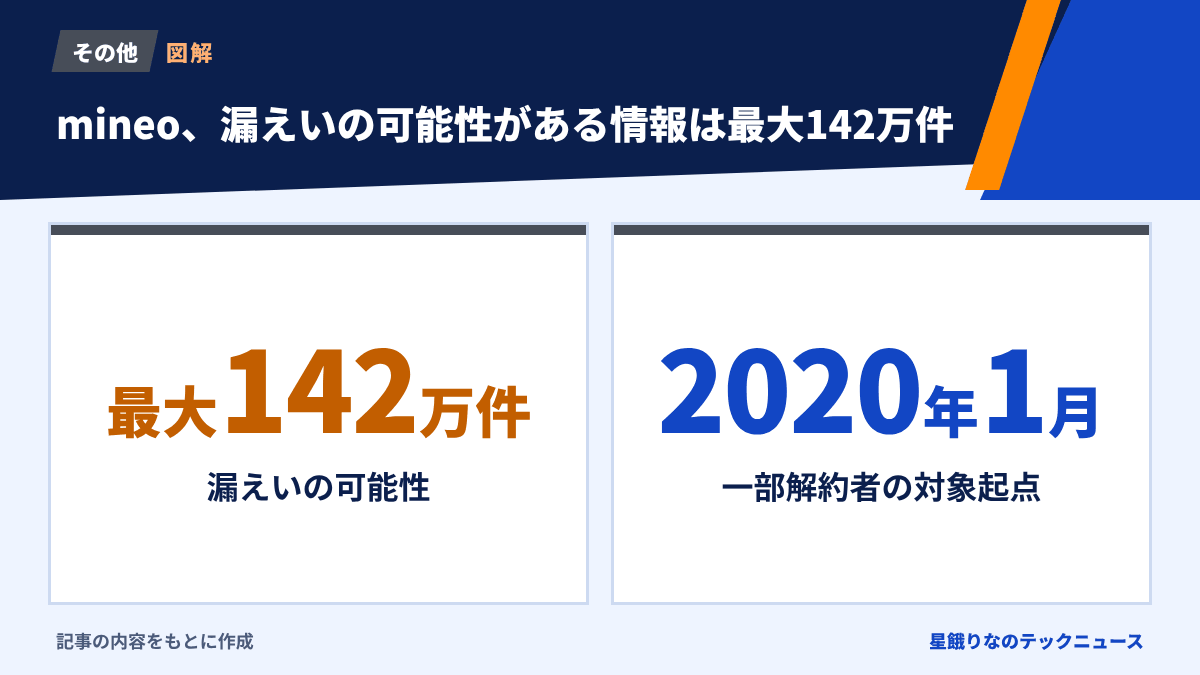 その他 図解
mineo、漏えいの可能性がある情報は最大142万件
最大142万件
漏えいの可能性
2020年1月
一部解約者の対象起点
記事の内容をもとに作成
星餓りなのテックニュース